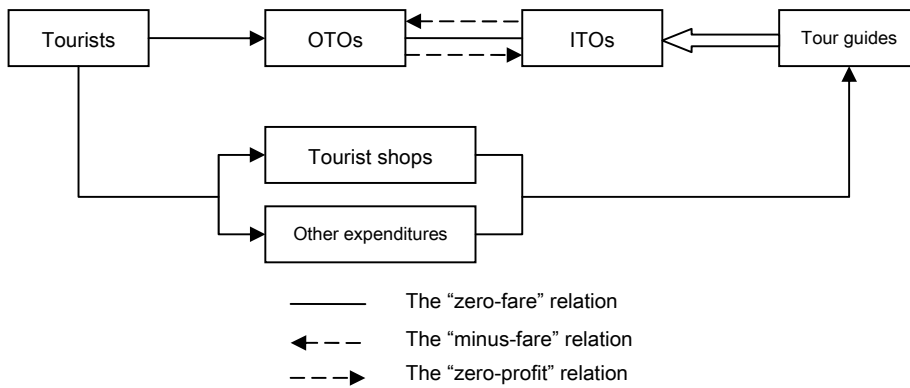 Tourists
OTOs
ITOs
Tour guides
Tourist shops
Other expenditures
The “zero-fare” relation
The “minus-fare” relation
The “zero-profit” relation